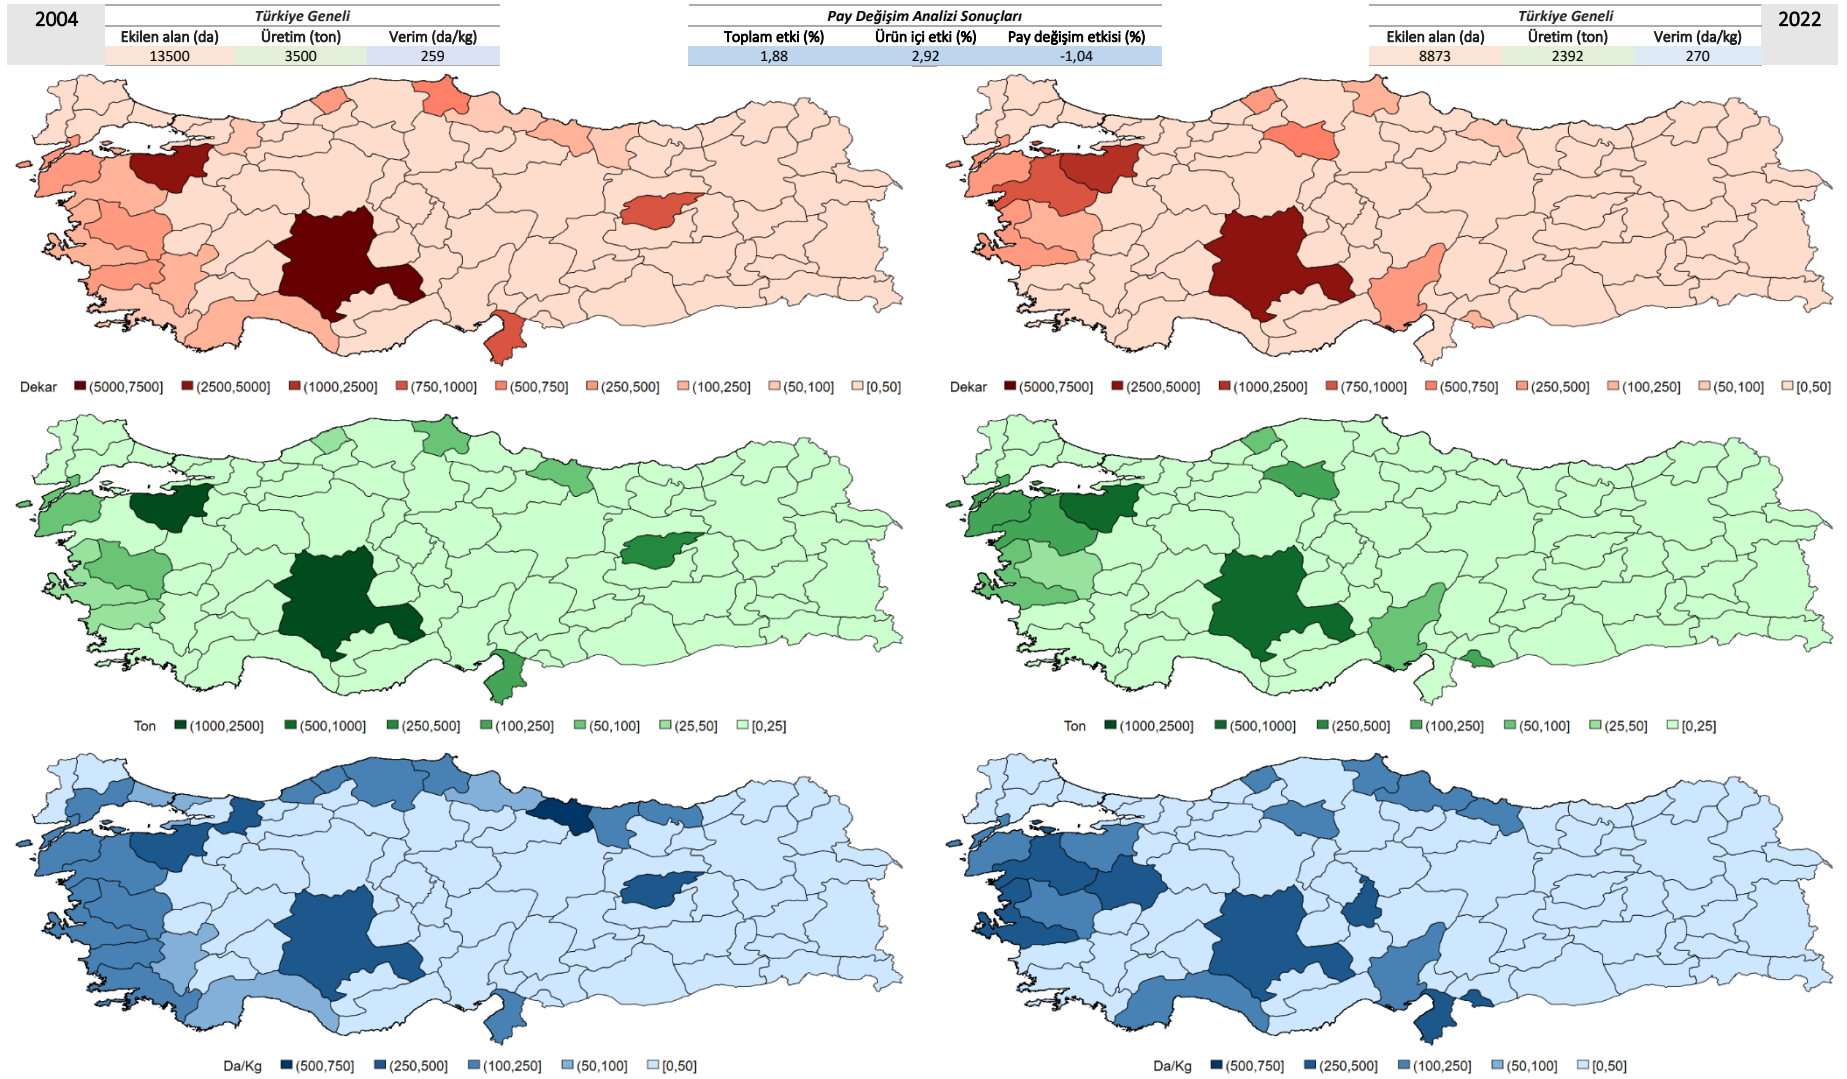 2004
Türkiye Geneli
Ekilen alan (da) Üretim (ton) Verim (da/kg)
13500 3500 259
Pay Değişim Analizi Sonuçları
Toplam etki (%) Ürün içi etki (%) Pay değişim etkisi (%)
1,88 2,92 -1,04
Türkiye Geneli
Ekilen alan (da) Üretim (ton) Verim (da/kg)
8873 2392 270
2022
Dekar (5000,7500] (2500,5000] (1000,2500] (750,1000] (500,750] (250,500] (100,250] (50,100] [0,50]
Dekar (5000,7500] (2500,5000] (1000,2500] (750,1000] (500,750] (250,500] (100,250] (50,100] [0,50]
Ton (1000,2500] (500,1000] (250,500] (100,250] (50,100] (25,50] [0,25]
Ton (1000,2500] (500,1000] (250,500] (100,250] (50,100] (25,50] [0,25]
Da/Kg (500,750] (250,500] (100,250] (50,100] [0,50]
Da/Kg (500,750] (250,500] (100,250] (50,100] [0,50]